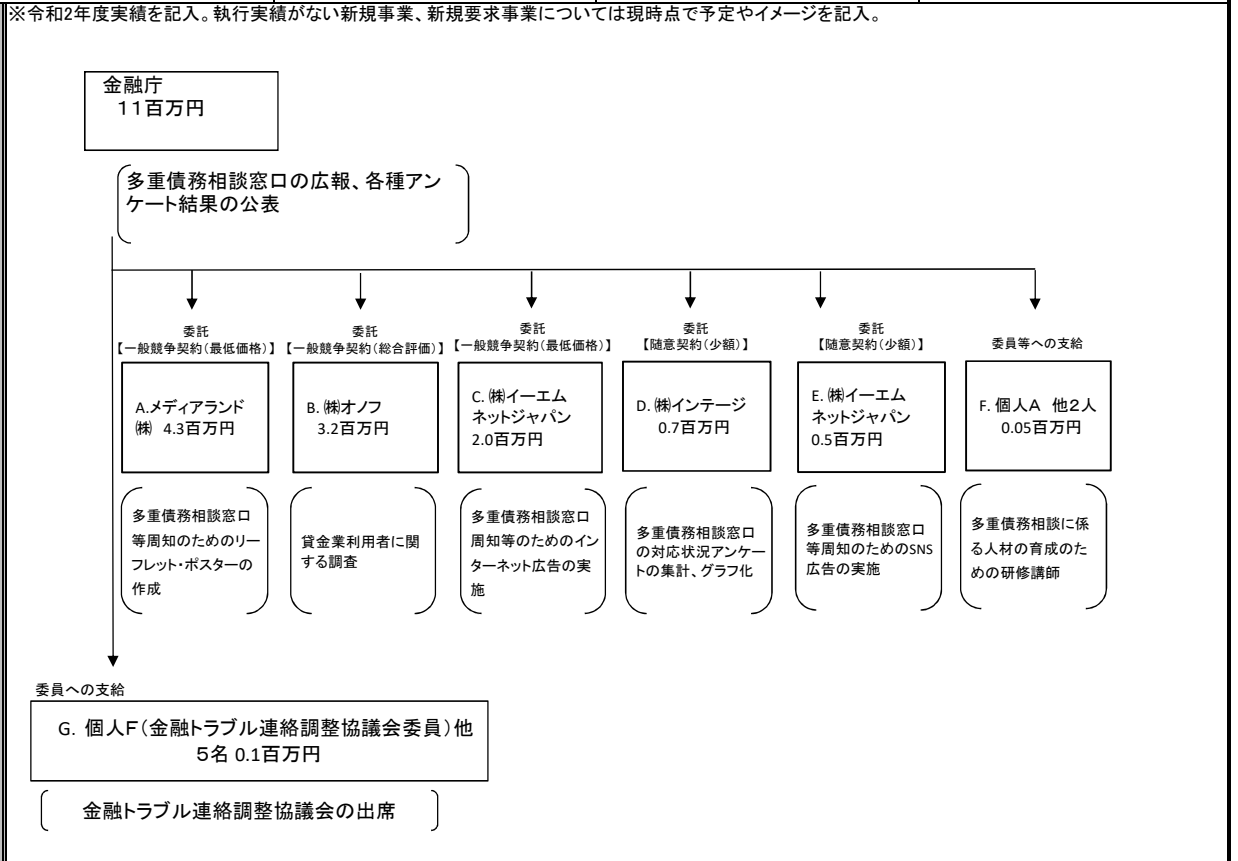 ※令和2年度実績を記入。執行実績がない新規事業、新規要求事業については現時点で予定やイメージを記入。
金融庁
11百万円
多重債務相談窓口の広報、各種アン
ケート結果の公表
委託
【一般競争契約(最低価格)】
A.メディアランド
㈱ 4.3百万円
多重債務相談窓口
等周知のためのリー
フレット・ポスターの
作成
委託
【一般競争契約(総合評価)】
B. ㈱オノフ
3.2百万円
貸金業利用者に関
する調査
委託
【一般競争契約(最低価格)】
C. ㈱イーエム
ネットジャパン
2.0百万円
多重債務相談窓口
周知等のためのイン
ターネット広告の実
施
委託
【随意契約(少額)】
D. ㈱インテージ
0.7百万円
多重債務相談窓口
の対応状況アンケー
トの集計、グラフ化
委託
【随意契約(少額)】
E. ㈱イーエム
ネットジャパン
0.5百万円
多重債務相談窓口
等周知のためのSNS
広告の実施
委員等への支給
F. 個人A 他2人
0.05百万円
多重債務相談に係
る人材の育成のた
めの研修講師
委員への支給
G. 個人F(金融トラブル連絡調整協議会委員)他
5名 0.1百万円
金融トラブル連絡調整協議会の出席